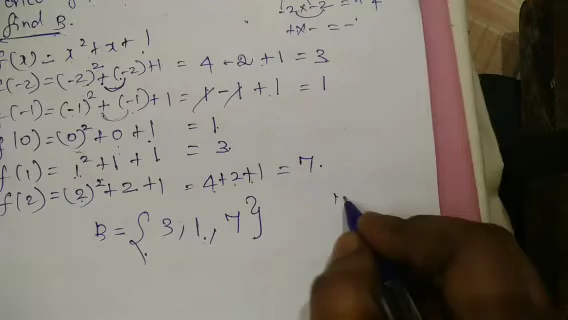 find B.
f(x) = x² + x + 1
f(-2) = (-2)² + (-2) + 1 = 4 - 2 + 1 = 3
f(-1) = (-1)² + (-1) + 1 = 1 - 1 + 1 = 1
f(0) = (0)² + 0 + 1 = 1.
f(1) = 1² + 1 + 1 = 3.
f(2) = (2)² + 2 + 1 = 4 + 2 + 1 = 7.
B = { 3, 1, 7 }